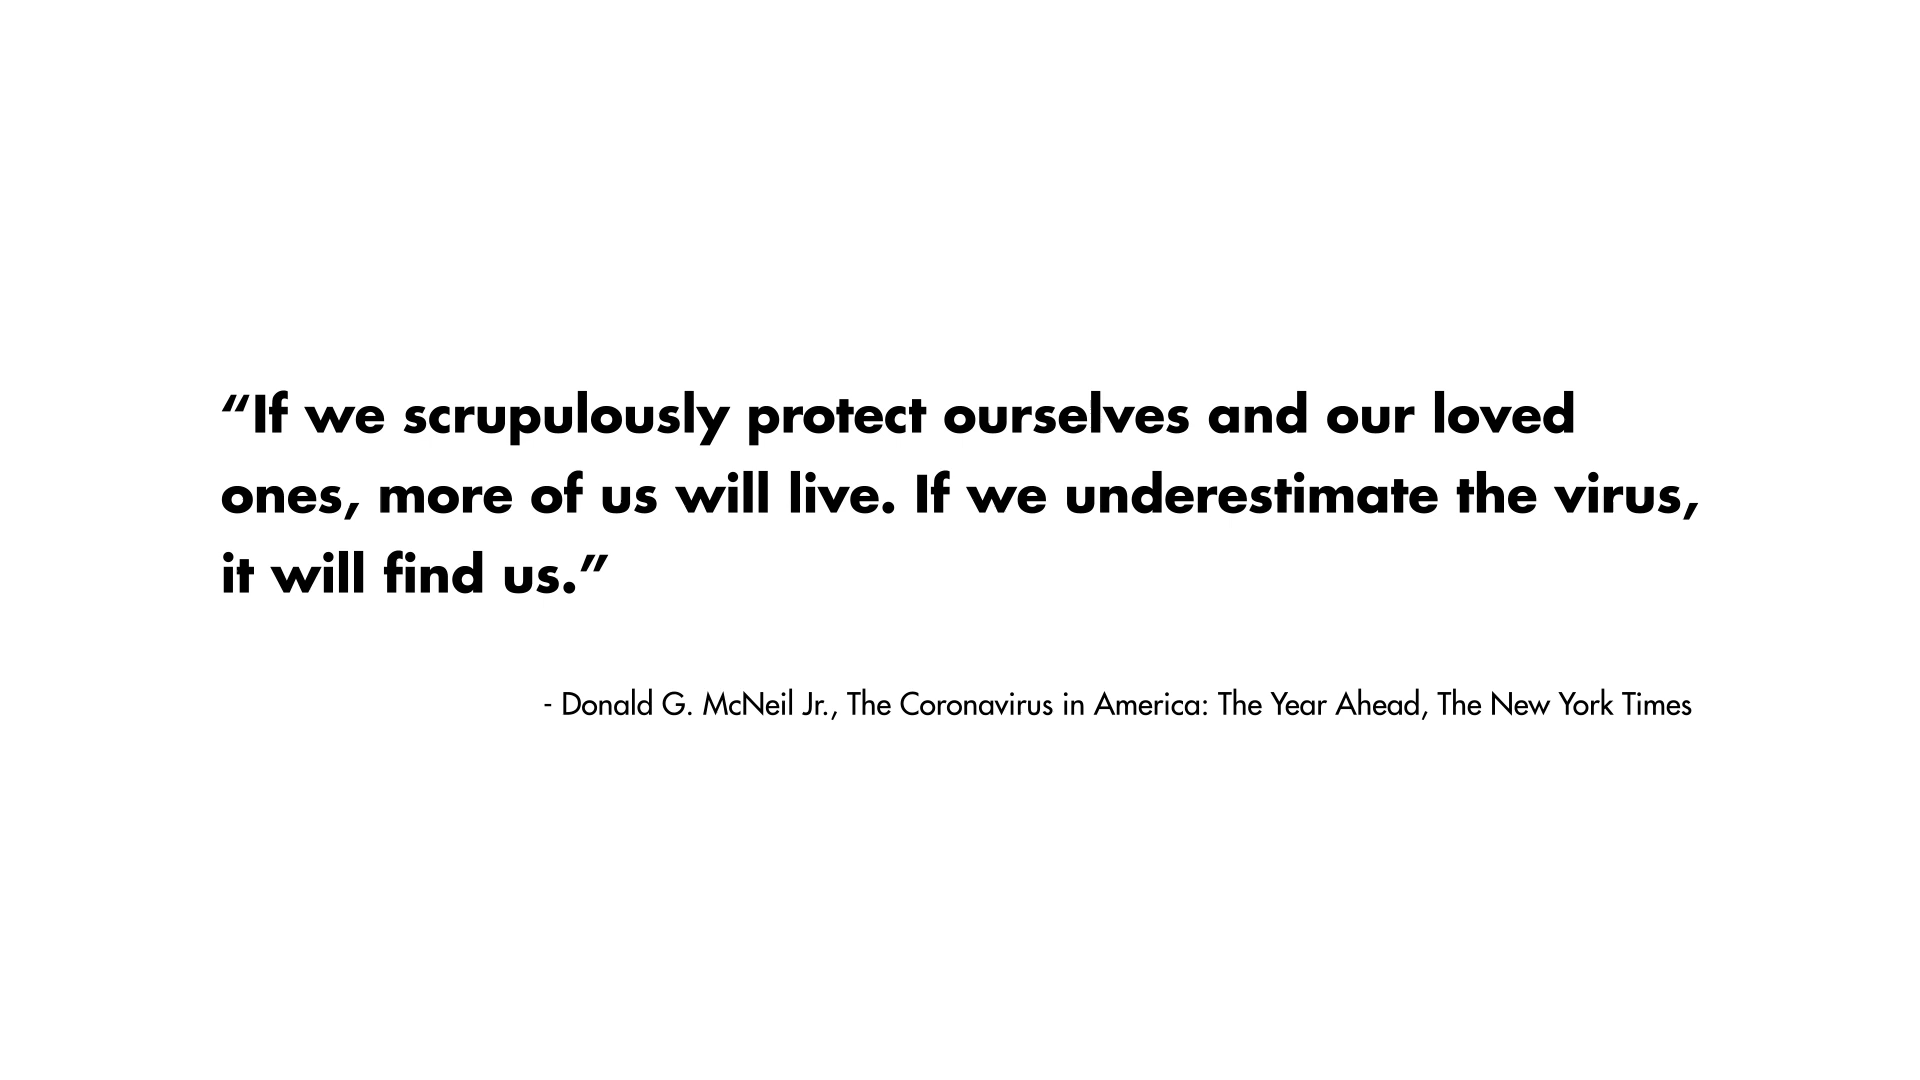 “If we scrupulously protect ourselves and our loved
ones, more of us will live. If we underestimate the virus,
it will find us.”
- Donald G. McNeil Jr., The Coronavirus in America: The Year Ahead, The New York Times